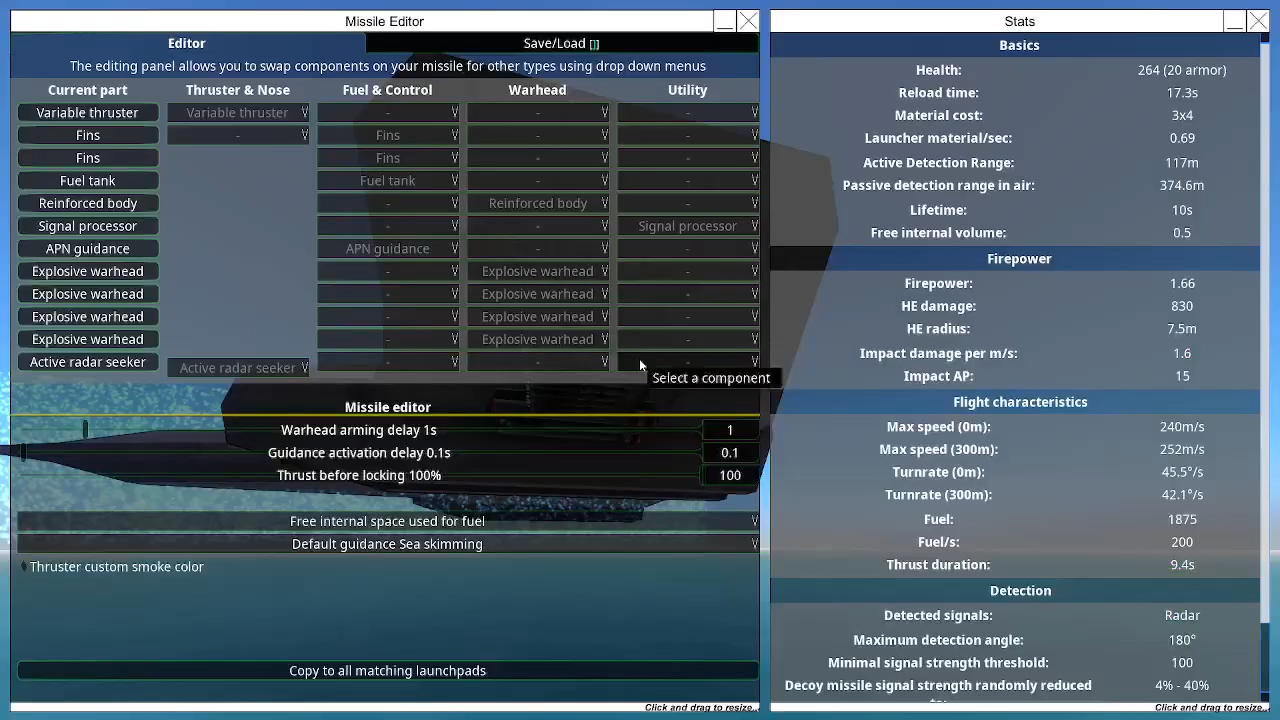 Missile Editor
Editor
Save/Load []]
The editing panel allows you to swap components on your missile for other types using drop down menus
Current part Thruster & Nose Fuel & Control Warhead Utility
Variable thruster Variable thruster V - V - V - V
Fins - V Fins V - V - V
Fins Fins V - V - V
Fuel tank Fuel tank V - V - V
Reinforced body - V Reinforced body V - V
Signal processor - V - V Signal processor V
APN guidance APN guidance V - V - V
Explosive warhead - V Explosive warhead V - V
Explosive warhead - V Explosive warhead V - V
Explosive warhead - V Explosive warhead V - V
Explosive warhead - V Explosive warhead V - V
Active radar seeker Active radar seeker V - V - V - V
Select a component
Missile editor
Warhead arming delay 1s 1
Guidance activation delay 0.1s 0.1
Thrust before locking 100% 100
Free internal space used for fuel V
Default guidance Sea skimming V
Thruster custom smoke color
Copy to all matching launchpads
Click and drag to resize...
Stats
Basics
Health: 264 (20 armor)
Reload time: 17.3s
Material cost: 3x4
Launcher material/sec: 0.69
Active Detection Range: 117m
Passive detection range in air: 374.6m
Lifetime: 10s
Free internal volume: 0.5
Firepower
Firepower: 1.66
HE damage: 830
HE radius: 7.5m
Impact damage per m/s: 1.6
Impact AP: 15
Flight characteristics
Max speed (0m): 240m/s
Max speed (300m): 252m/s
Turnrate (0m): 45.5°/s
Turnrate (300m): 42.1°/s
Fuel: 1875
Fuel/s: 200
Thrust duration: 9.4s
Detection
Detected signals: Radar
Maximum detection angle: 180°
Minimal signal strength threshold: 100
Decoy missile signal strength randomly reduced 4% - 40%
Click and drag to resize...